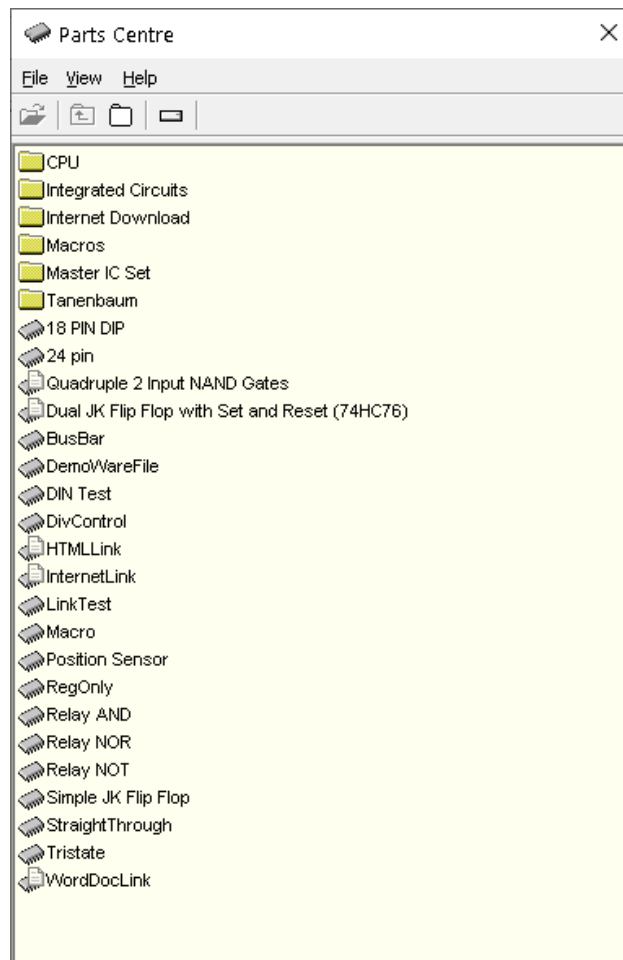 Parts Centre
File View Help
CPU
Integrated Circuits
Internet Download
Macros
Master IC Set
Tanenbaum
18 PIN DIP
24 pin
Quadruple 2 Input NAND Gates
Dual JK Flip Flop with Set and Reset (74HC76)
BusBar
DemoWareFile
DIN Test
DivControl
HTMLLink
InternetLink
LinkTest
Macro
Position Sensor
RegOnly
Relay AND
Relay NOR
Relay NOT
Simple JK Flip Flop
StraightThrough
Tristate
WordDocLink